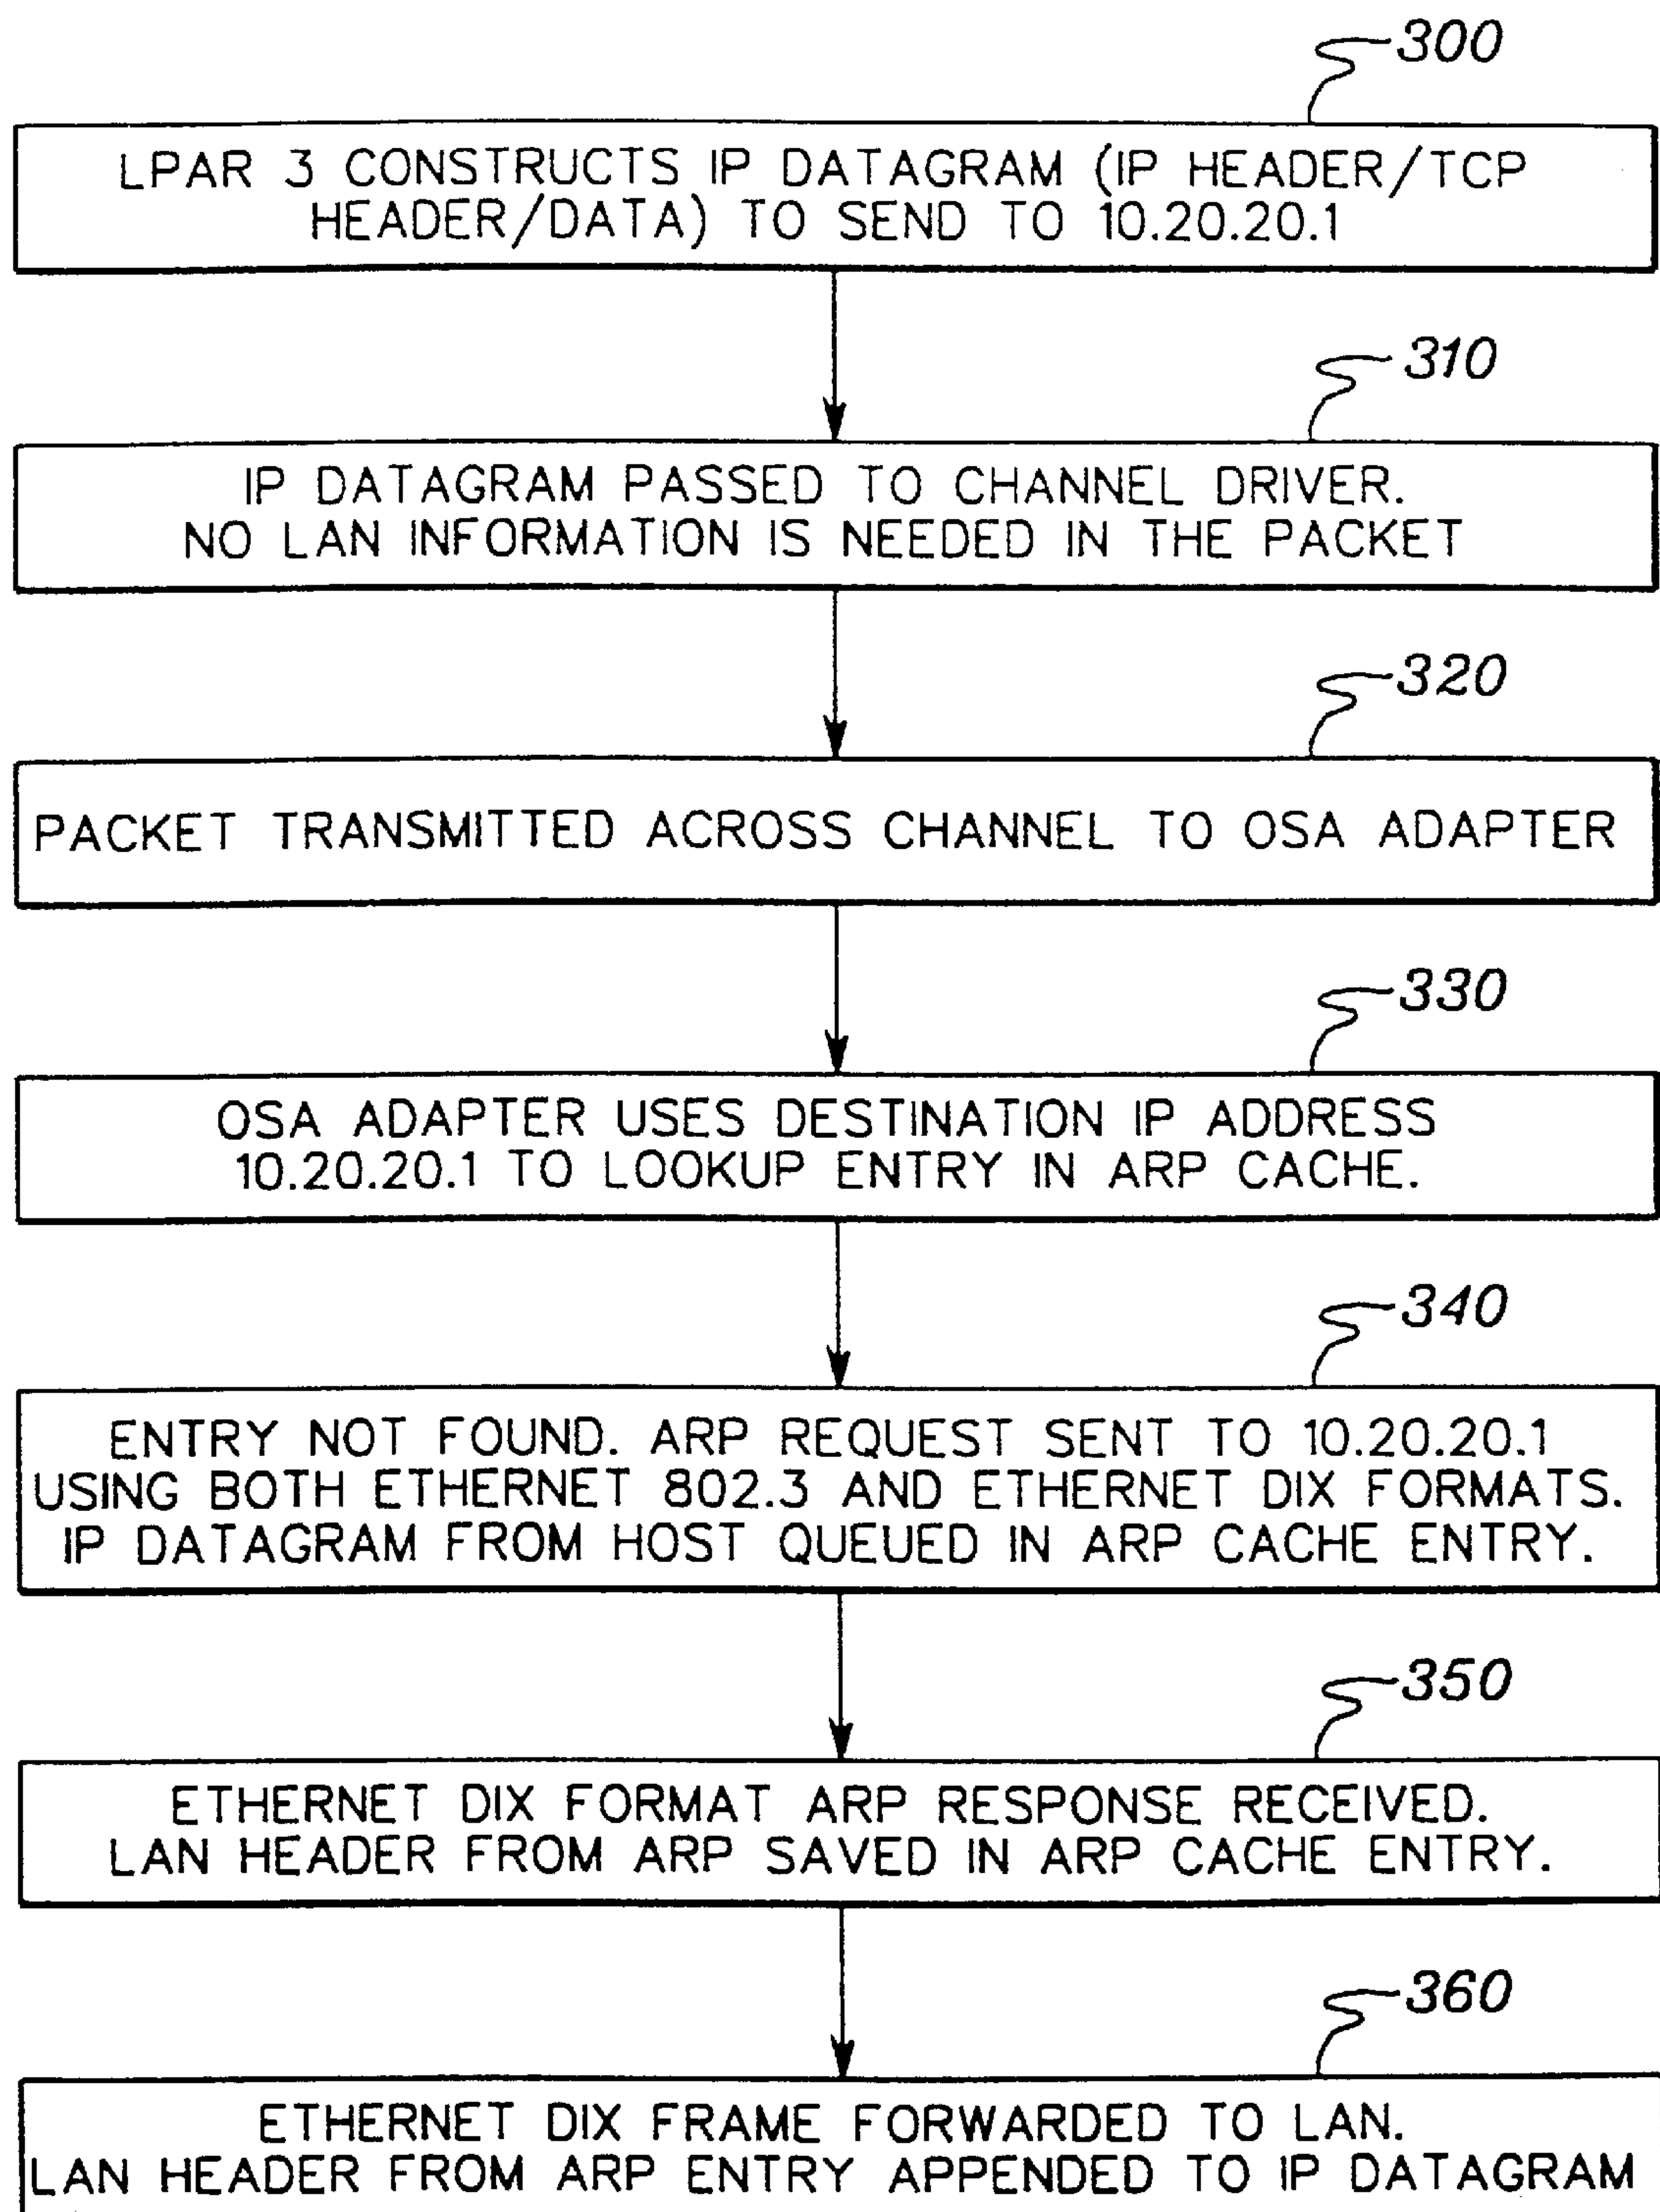 300
LPAR 3 CONSTRUCTS IP DATAGRAM (IP HEADER/TCP
HEADER/DATA) TO SEND TO 10.20.20.1
310
IP DATAGRAM PASSED TO CHANNEL DRIVER.
NO LAN INFORMATION IS NEEDED IN THE PACKET
320
PACKET TRANSMITTED ACROSS CHANNEL TO OSA ADAPTER
330
OSA ADAPTER USES DESTINATION IP ADDRESS
10.20.20.1 TO LOOKUP ENTRY IN ARP CACHE.
340
ENTRY NOT FOUND. ARP REQUEST SENT TO 10.20.20.1
USING BOTH ETHERNET 802.3 AND ETHERNET DIX FORMATS.
IP DATAGRAM FROM HOST QUEUED IN ARP CACHE ENTRY.
350
ETHERNET DIX FORMAT ARP RESPONSE RECEIVED.
LAN HEADER FROM ARP SAVED IN ARP CACHE ENTRY.
360
ETHERNET DIX FRAME FORWARDED TO LAN.
LAN HEADER FROM ARP ENTRY APPENDED TO IP DATAGRAM